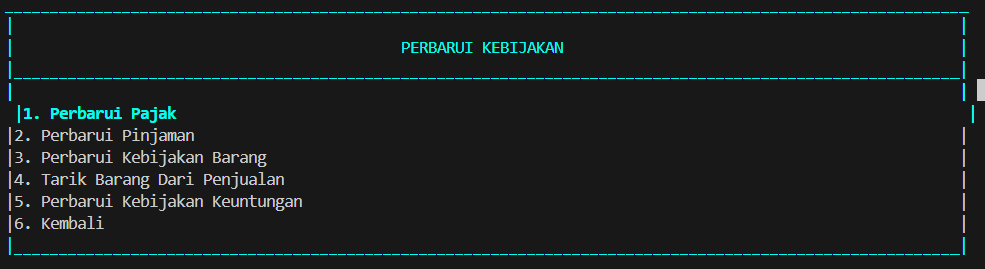 PERBARUI KEBIJAKAN
1. Perbarui Pajak
2. Perbarui Pinjaman
3. Perbarui Kebijakan Barang
4. Tarik Barang Dari Penjualan
5. Perbarui Kebijakan Keuntungan
6. Kembali